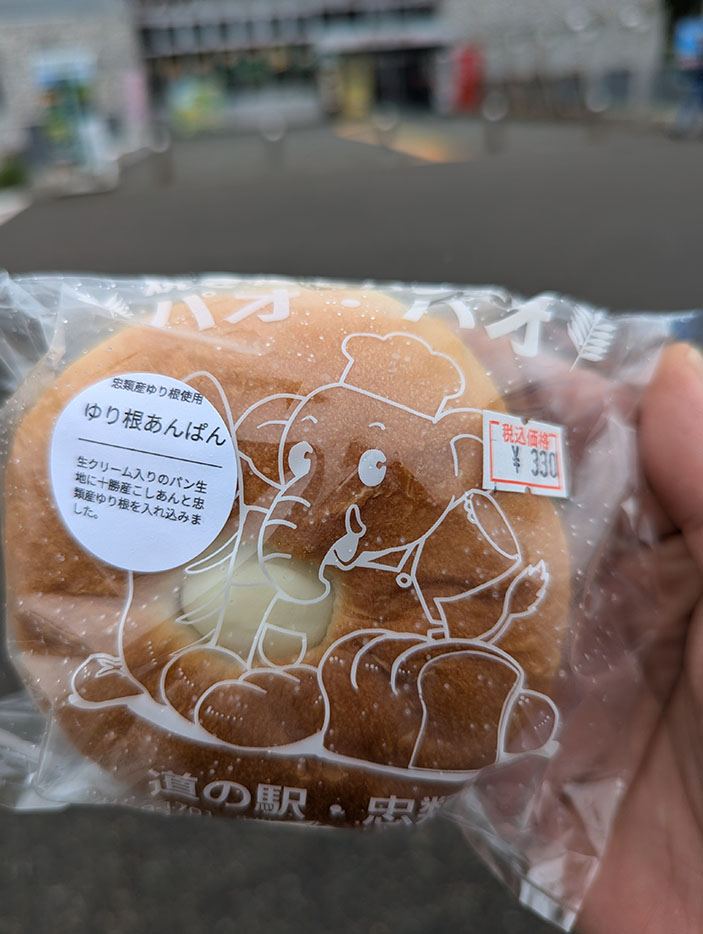 パオ・パオ
忠類産ゆり根使用
ゆり根あんぱん
生クリーム入りのパン生
地に十勝産こしあんと忠
類産ゆり根を入れ込みま
した。
税込価格
¥ 330
道の駅・忠類